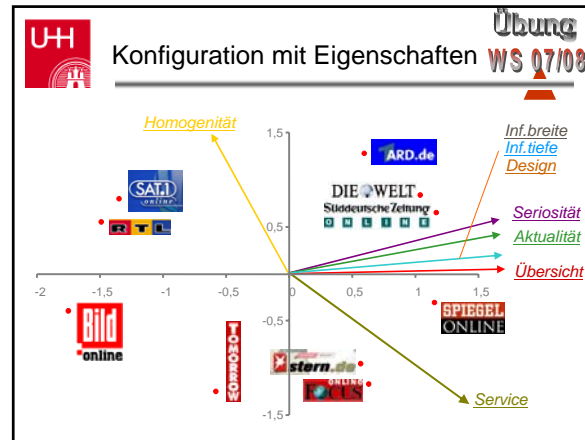 UHH
Konfiguration mit Eigenschaften
Übung
WS 07/08
Homogenität
1,5
Inf.breite
Inf.tiefe
Design
ARD.de
SAT.1
online
DIE WELT
Süddeutsche Zeitung
ONLINE
RTL
0,5
Seriosität
Aktualität
Übersicht
-2
-1
-0,5
0
0,5
1
1,5
Bild
online
-0,5
TOMORROW
SPIEGEL
ONLINE
-1
stern.de
ONLINE
FOCUS
Service
-1,5